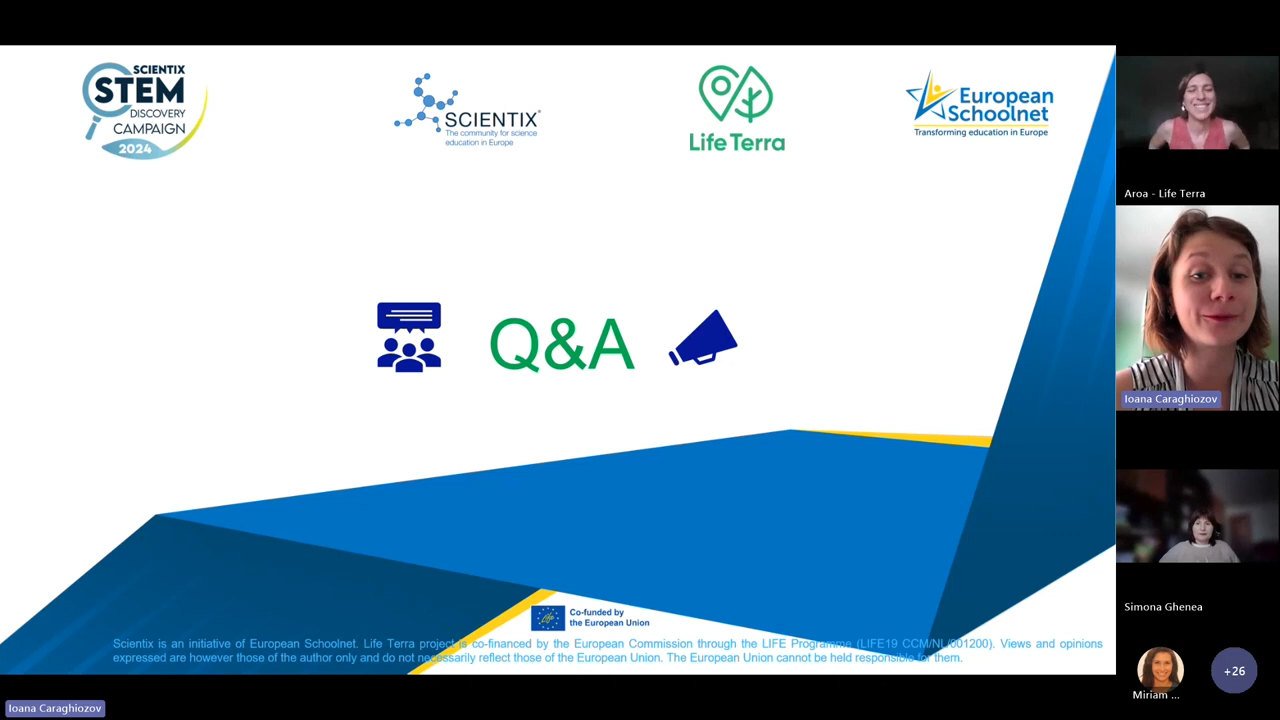 SCIENTIX
STEM
DISCOVERY
CAMPAIGN
2024
SCIENTIX®
The community for science
education in Europe
Life Terra
European
Schoolnet
Transforming education in Europe
Q&A
Co-funded by
the European Union
Scientix is an initiative of European Schoolnet. Life Terra project is co-financed by the European Commission through the LIFE Programme (LIFE19 CCM/NL/001200). Views and opinions
expressed are however those of the author only and do not necessarily reflect those of the European Union. The European Union cannot be held responsible for them.
Aroa - Life Terra
Ioana Caraghiozov
Simona Ghenea
Miriam ...
+26
Ioana Caraghiozov